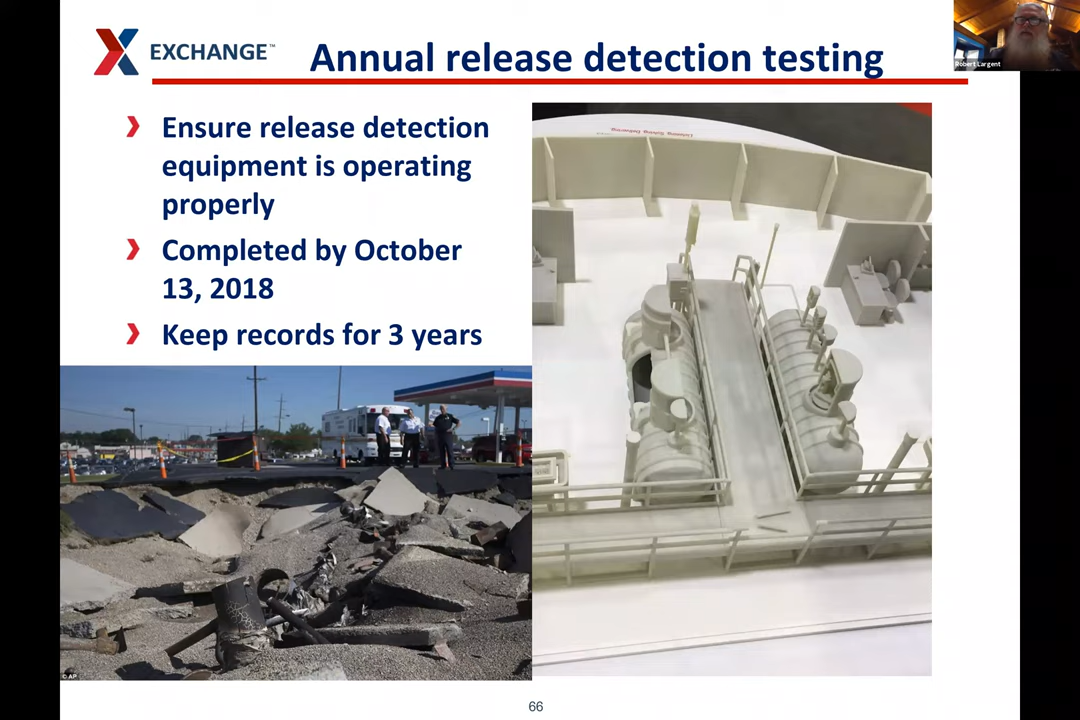 EXCHANGE™
Annual release detection testing
Robert Largent
❯ Ensure release detection
equipment is operating
properly
❯ Completed by October
13, 2018
❯ Keep records for 3 years
© AP
66